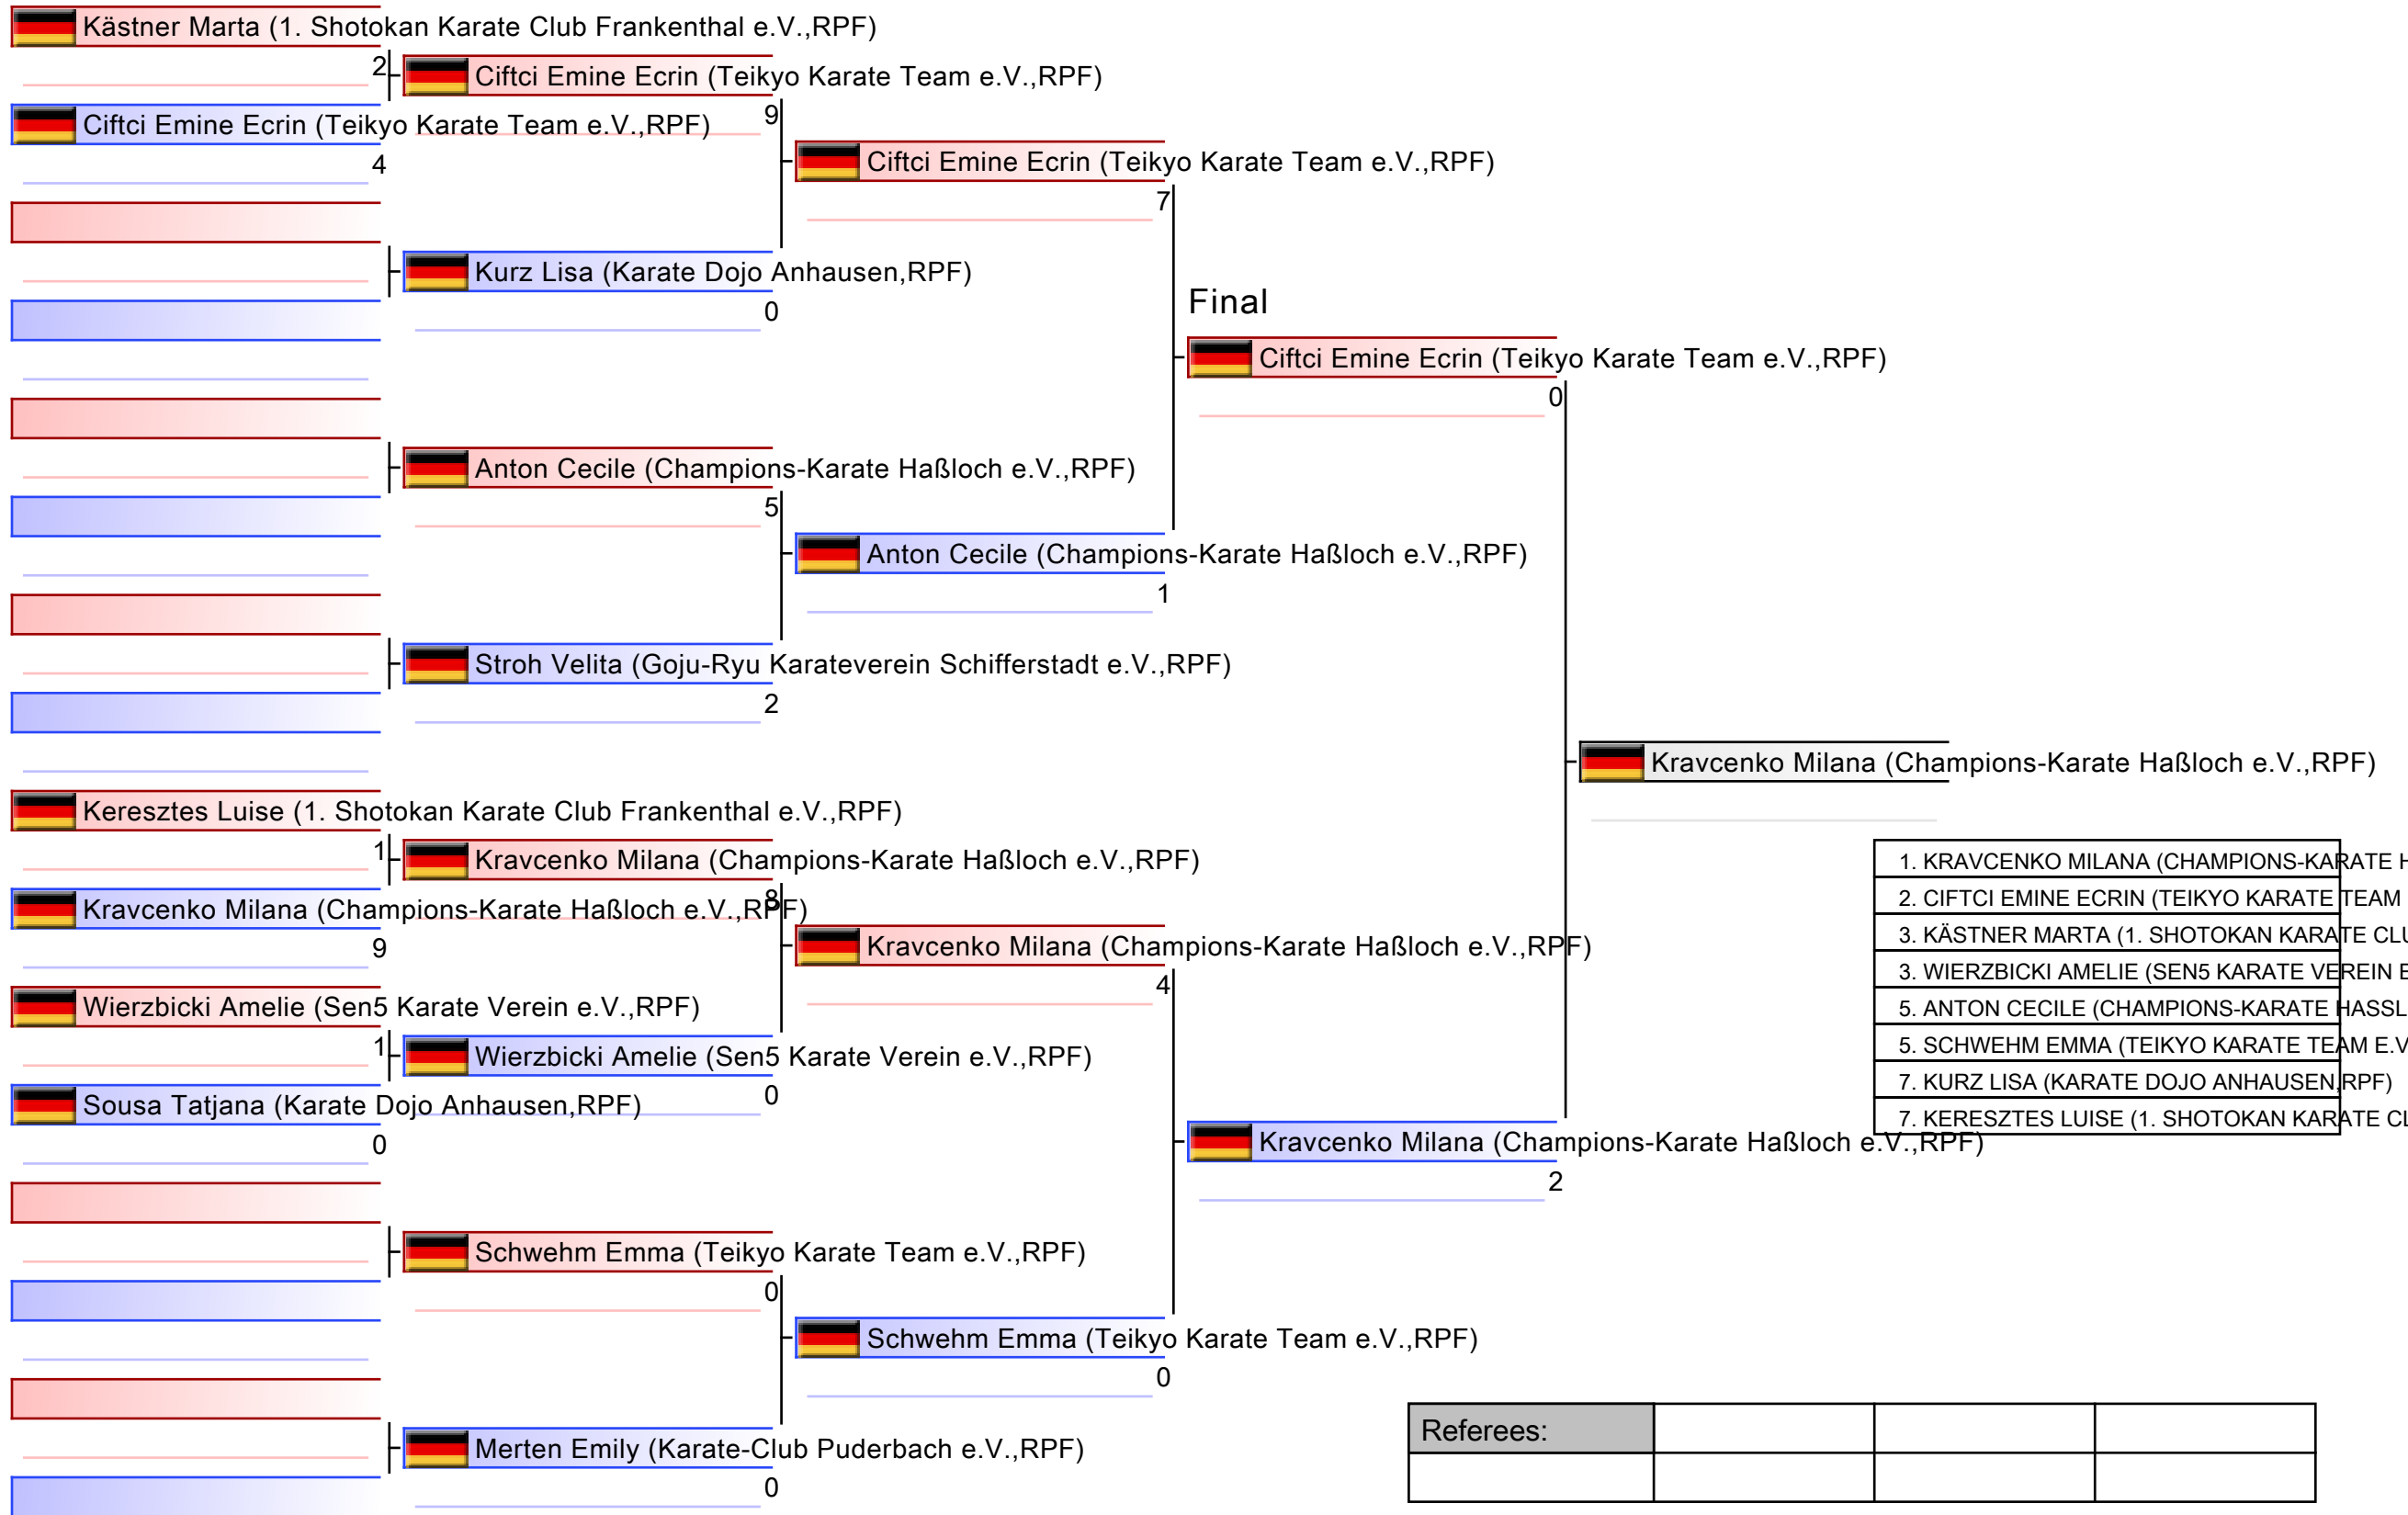 Kästner Marta (1. Shotokan Karate Club Frankenthal e.V.,RPF)
2
Ciftci Emine Ecrin (Teikyo Karate Team e.V.,RPF)
4
Ciftci Emine Ecrin (Teikyo Karate Team e.V.,RPF)
9
Kurz Lisa (Karate Dojo Anhausen,RPF)
0
Ciftci Emine Ecrin (Teikyo Karate Team e.V.,RPF)
7
Anton Cecile (Champions-Karate Haßloch e.V.,RPF)
5
Stroh Velita (Goju-Ryu Karateverein Schifferstadt e.V.,RPF)
2
Anton Cecile (Champions-Karate Haßloch e.V.,RPF)
1
Final
Ciftci Emine Ecrin (Teikyo Karate Team e.V.,RPF)
0
Keresztes Luise (1. Shotokan Karate Club Frankenthal e.V.,RPF)
1
Kravcenko Milana (Champions-Karate Haßloch e.V.,RPF)
9
Kravcenko Milana (Champions-Karate Haßloch e.V.,RPF)
8
Wierzbicki Amelie (Sen5 Karate Verein e.V.,RPF)
1
Sousa Tatjana (Karate Dojo Anhausen,RPF)
0
Wierzbicki Amelie (Sen5 Karate Verein e.V.,RPF)
0
Kravcenko Milana (Champions-Karate Haßloch e.V.,RPF)
4
Schwehm Emma (Teikyo Karate Team e.V.,RPF)
0
Merten Emily (Karate-Club Puderbach e.V.,RPF)
0
Schwehm Emma (Teikyo Karate Team e.V.,RPF)
0
Kravcenko Milana (Champions-Karate Haßloch e.V.,RPF)
2
Kravcenko Milana (Champions-Karate Haßloch e.V.,RPF)
1. KRAVCENKO MILANA (CHAMPIONS-KARATE H
2. CIFTCI EMINE ECRIN (TEIKYO KARATE TEAM
3. KÄSTNER MARTA (1. SHOTOKAN KARATE CLU
3. WIERZBICKI AMELIE (SEN5 KARATE VEREIN E
5. ANTON CECILE (CHAMPIONS-KARATE HASSL
5. SCHWEHM EMMA (TEIKYO KARATE TEAM E.V
7. KURZ LISA (KARATE DOJO ANHAUSEN,RPF)
7. KERESZTES LUISE (1. SHOTOKAN KARATE CL
Referees: